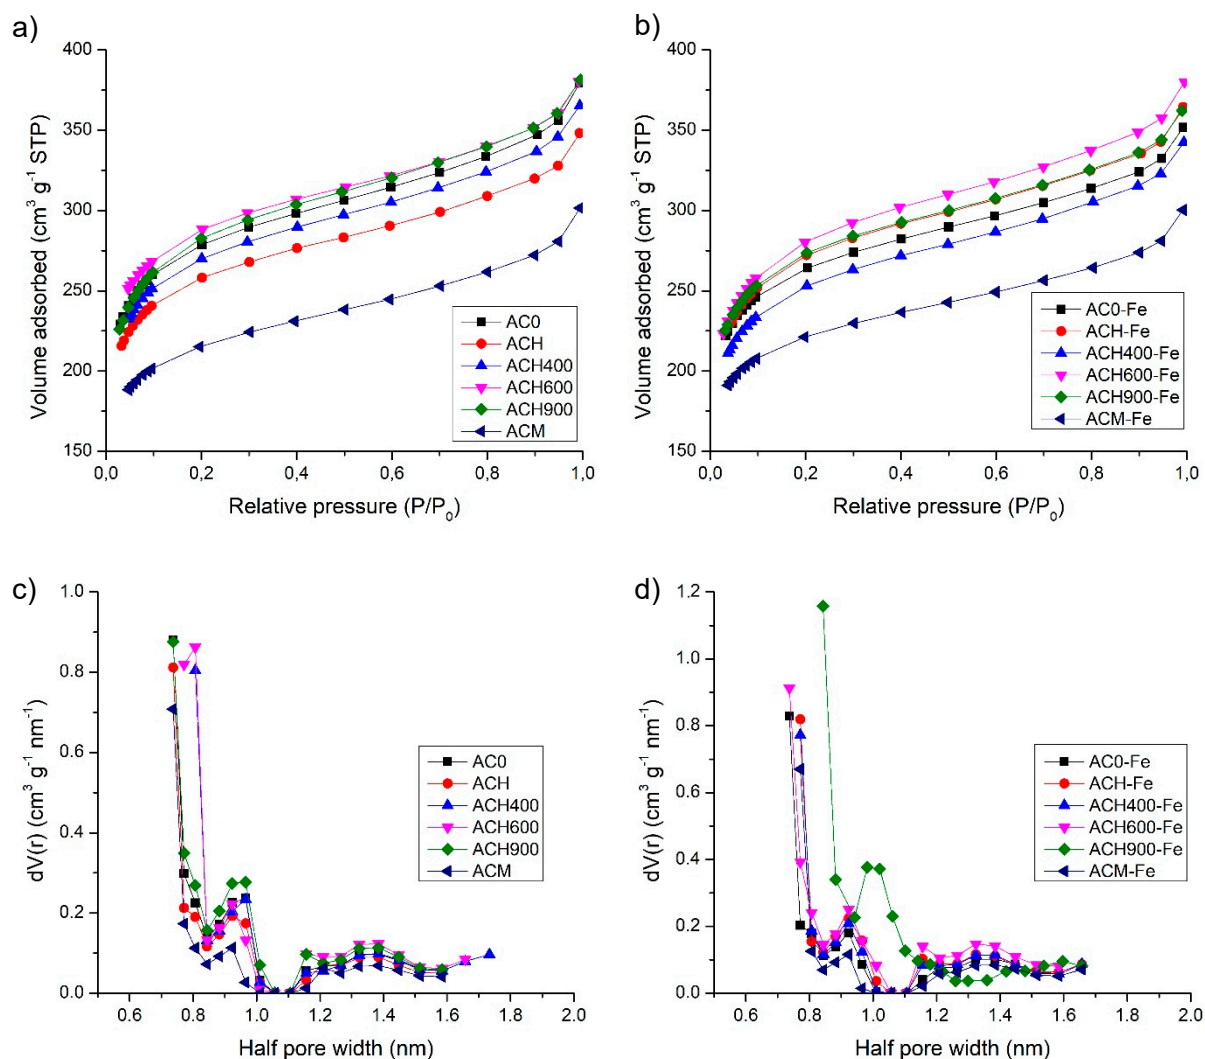 a)
400
350
300
250
200
150
Volume adsorbed (cm³ g⁻¹ STP)
0,0 0,2 0,4 0,6 0,8 1,0
Relative pressure (P/P₀)
AC0
ACH
ACH400
ACH600
ACH900
ACM
b)
400
350
300
250
200
150
Volume adsorbed (cm³ g⁻¹ STP)
0,0 0,2 0,4 0,6 0,8 1,0
Relative pressure (P/P₀)
AC0-Fe
ACH-Fe
ACH400-Fe
ACH600-Fe
ACH900-Fe
ACM-Fe
c)
1.0
0.8
0.6
0.4
0.2
0.0
dV(r) (cm³ g⁻¹ nm⁻¹)
0.6 0.8 1.0 1.2 1.4 1.6 1.8 2.0
Half pore width (nm)
AC0
ACH
ACH400
ACH600
ACH900
ACM
d)
1.2
1.0
0.8
0.6
0.4
0.2
0.0
dV(r) (cm³ g⁻¹ nm⁻¹)
0.6 0.8 1.0 1.2 1.4 1.6 1.8 2.0
Half pore width (nm)
AC0-Fe
ACH-Fe
ACH400-Fe
ACH600-Fe
ACH900-Fe
ACM-Fe